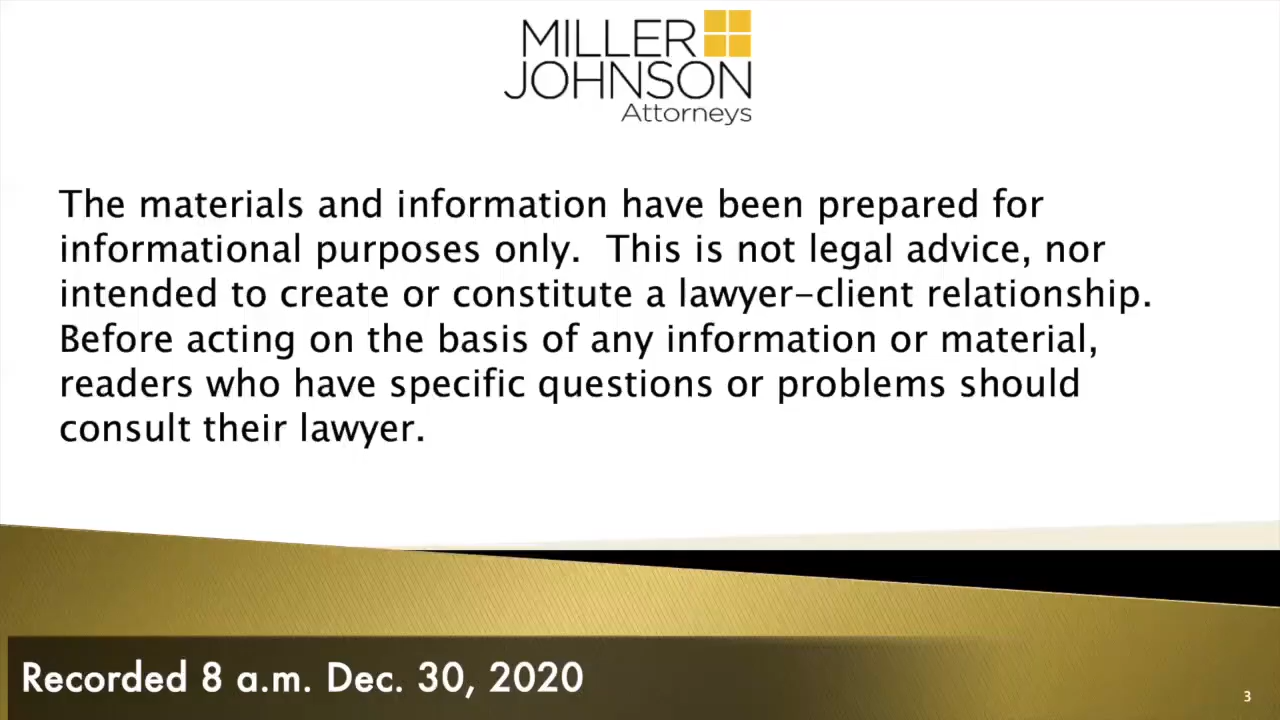 MILLER
JOHNSON
Attorneys
The materials and information have been prepared for
informational purposes only.  This is not legal advice, nor
intended to create or constitute a lawyer-client relationship.
Before acting on the basis of any information or material,
readers who have specific questions or problems should
consult their lawyer.
Recorded 8 a.m. Dec. 30, 2020
3